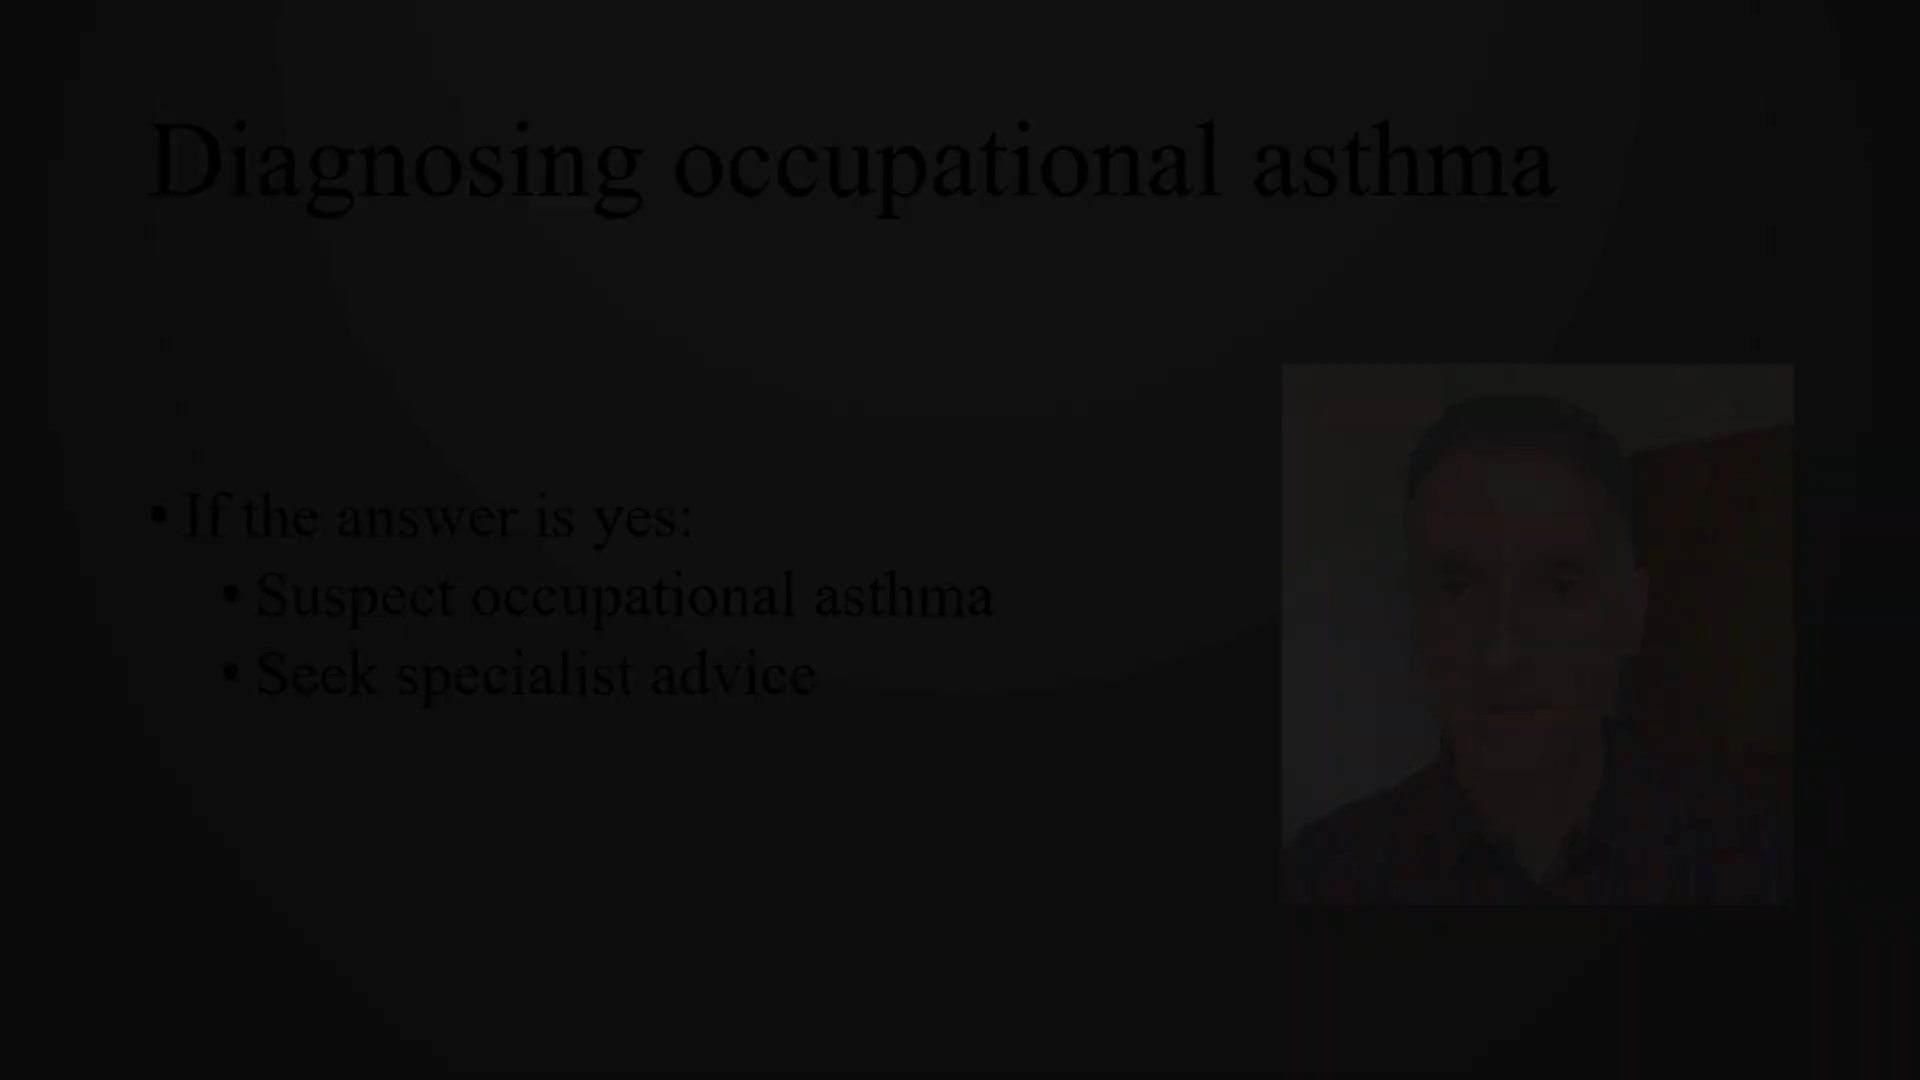 Diagnosing occupational asthma
• If the answer is yes:
• Suspect occupational asthma
• Seek specialist advice